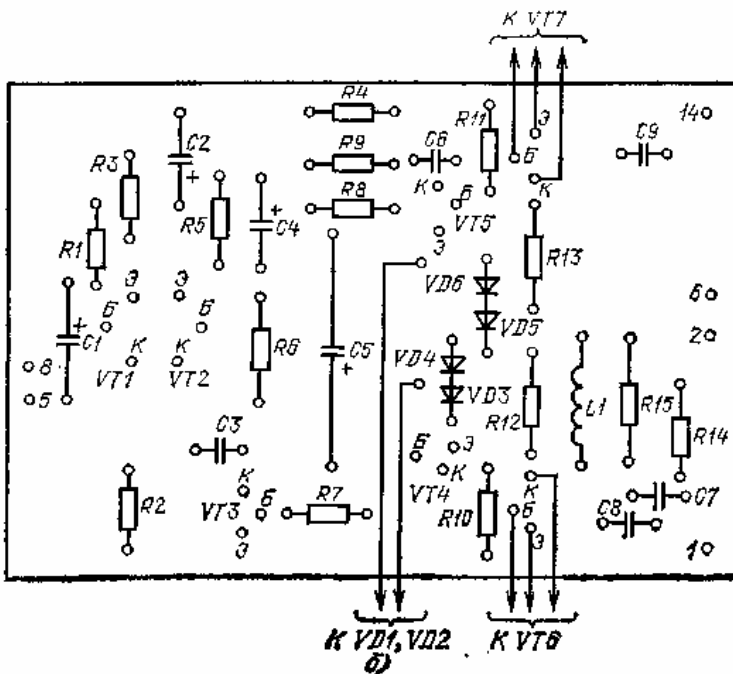 К VT7
R4
R11
Э
14
C2
C9
R3
R9
C6
Б
К
R8
К
Б
R5
C4
VT5
R1
Э
R13
Э
Э
VD6
6
Б
Б
VD5
2
C1
К
К
R6
C5
VD4
8
VT1
VT2
VD3
R12
L1
R15
5
R14
C3
Б
Э
К
VT4
К
К
R2
VT3
Б
R7
R10
Б
C7
C8
Э
Э
1
К VD1, VD2
К VT6
б)